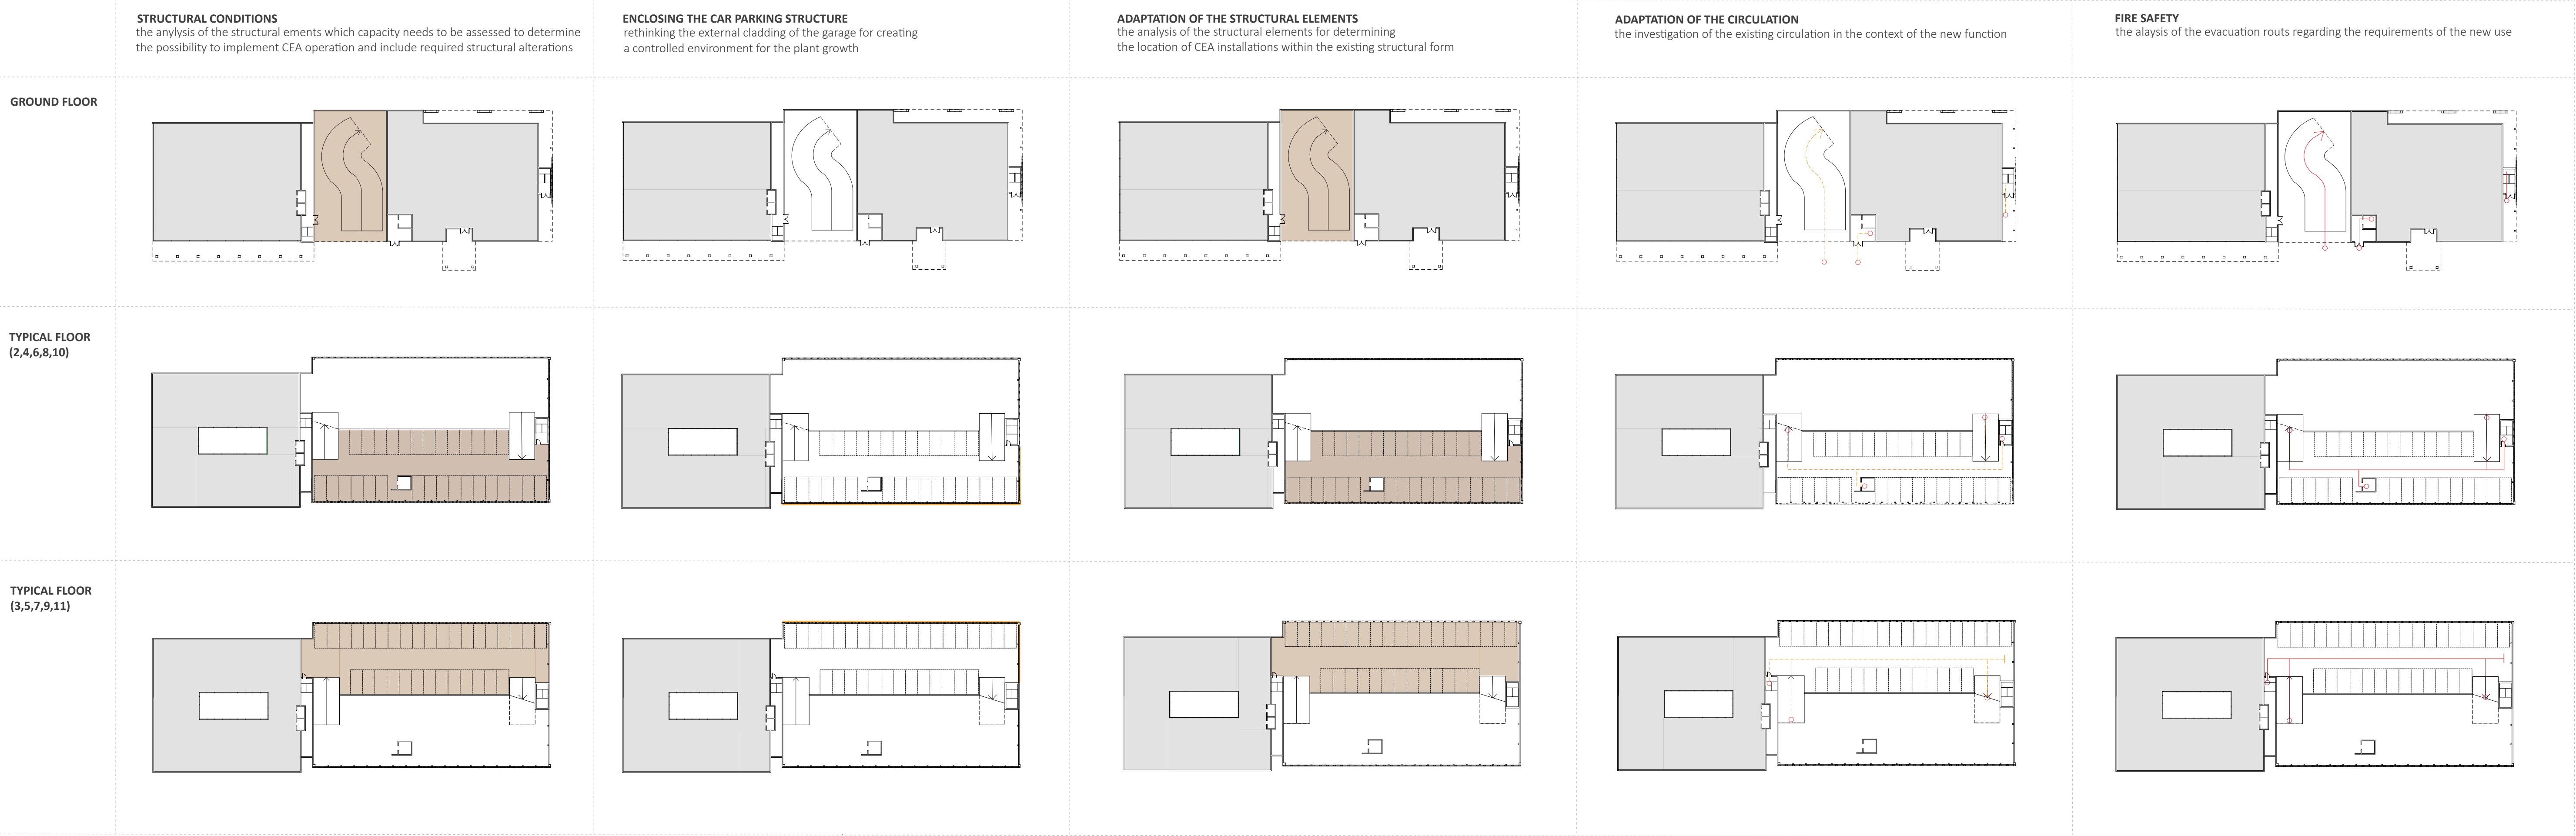 STRUCTURAL CONDITIONS
the anylysis of the structural ements which capacity needs to be assessed to determine
the possibility to implement CEA operation and include required structural alterations
ENCLOSING THE CAR PARKING STRUCTURE
rethinking the external cladding of the garage for creating
a controlled environment for the plant growth
ADAPTATION OF THE STRUCTURAL ELEMENTS
the analysis of the structural elements for determining
the location of CEA installations within the existing structural form
ADAPTATION OF THE CIRCULATION
the investigation of the existing circulation in the context of the new function
FIRE SAFETY
the alaysis of the evacuation routs regarding the requirements of the new use
GROUND FLOOR
TYPICAL FLOOR
(2,4,6,8,10)
TYPICAL FLOOR
(3,5,7,9,11)